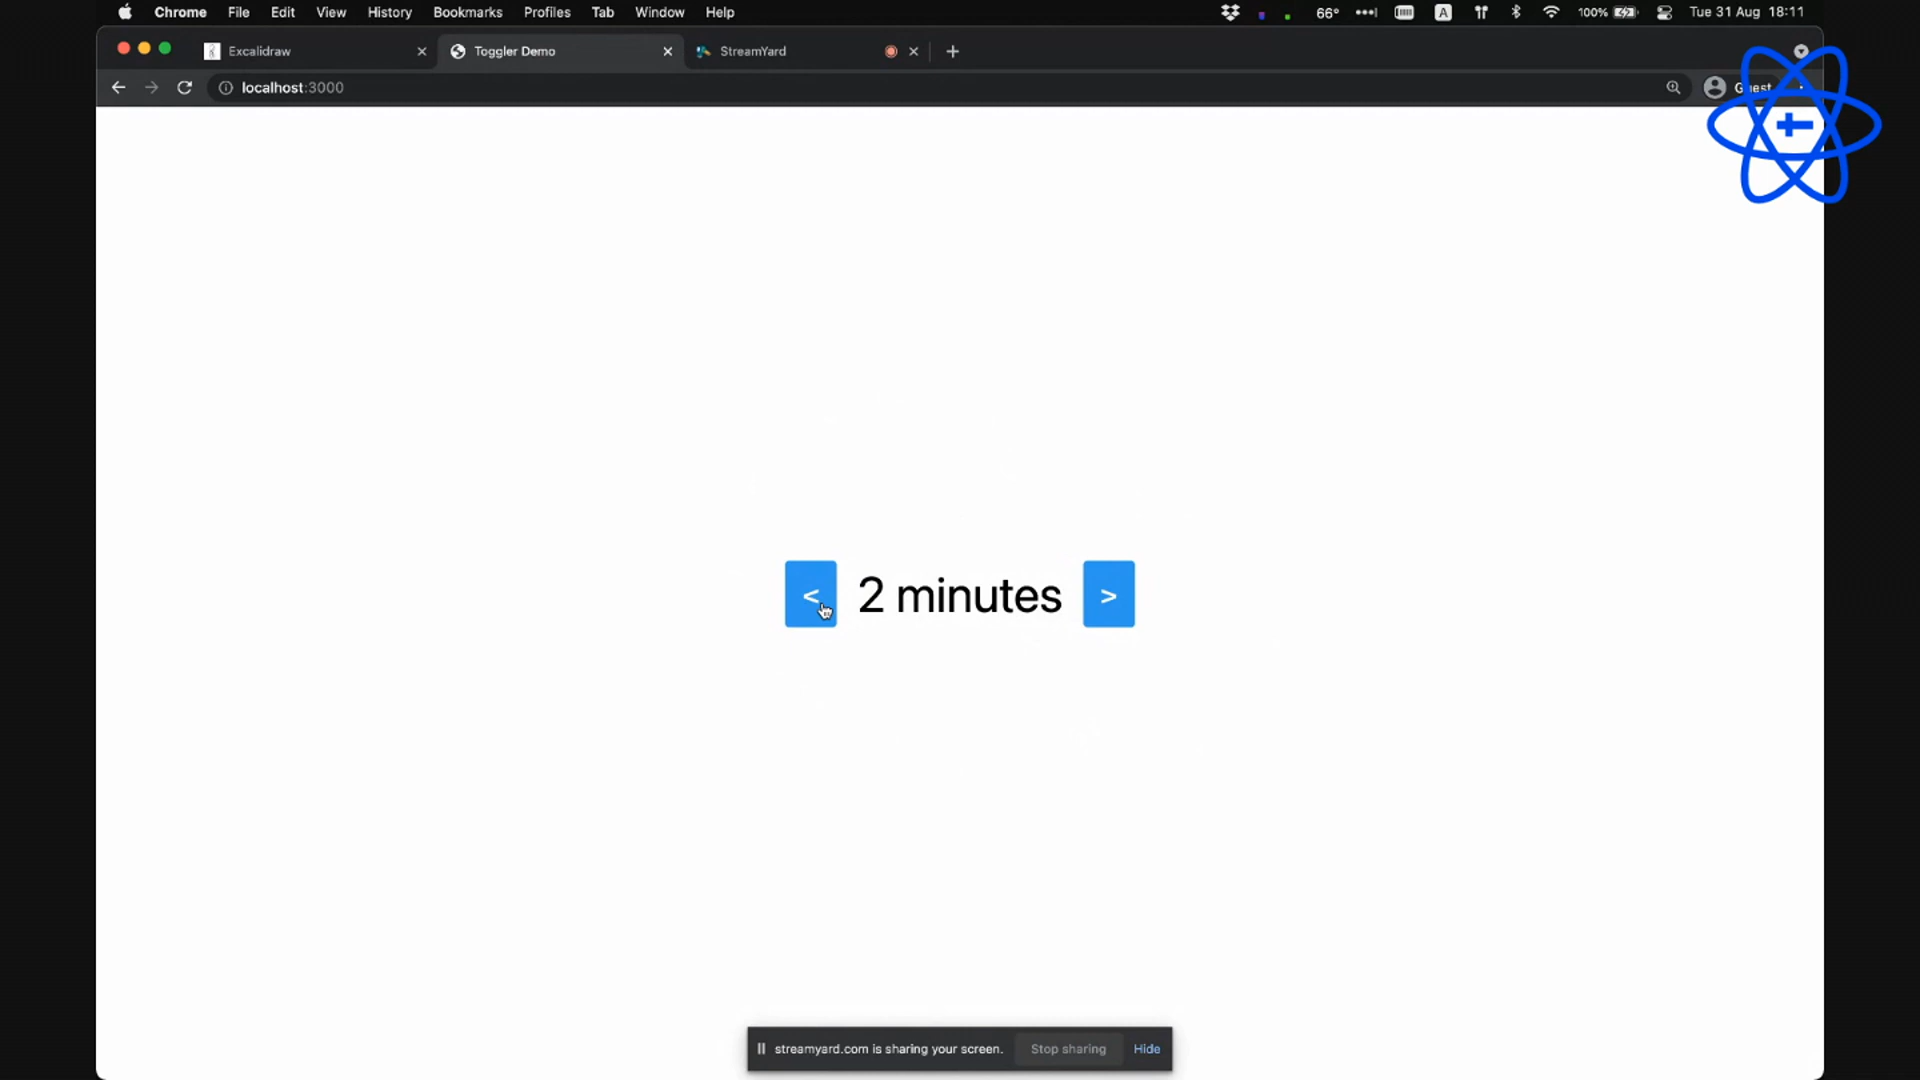 Chrome File Edit View History Bookmarks Profiles Tab Window Help 66° A 100% Tue 31 Aug 18:11
Excalidraw Toggler Demo StreamYard
localhost:3000 Guest
< 2 minutes >
streamyard.com is sharing your screen. Stop sharing Hide